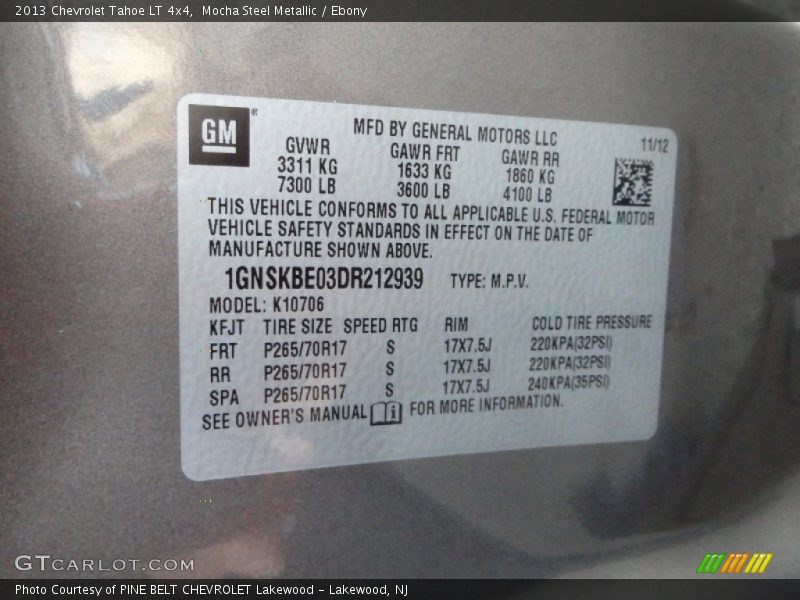 2013 Chevrolet Tahoe LT 4x4, Mocha Steel Metallic / Ebony
GM®
MFD BY GENERAL MOTORS LLC
11/12
GVWR GAWR FRT GAWR RR
3311 KG 1633 KG 1860 KG
7300 LB 3600 LB 4100 LB
THIS VEHICLE CONFORMS TO ALL APPLICABLE U.S. FEDERAL MOTOR
VEHICLE SAFETY STANDARDS IN EFFECT ON THE DATE OF
MANUFACTURE SHOWN ABOVE.
1GNSKBE03DR212939 TYPE: M.P.V.
MODEL: K10706
KFJT TIRE SIZE SPEED RTG RIM COLD TIRE PRESSURE
FRT P265/70R17 S 17X7.5J 220KPA(32PSI)
RR P265/70R17 S 17X7.5J 220KPA(32PSI)
SPA P265/70R17 S 17X7.5J 240KPA(35PSI)
SEE OWNER'S MANUAL i FOR MORE INFORMATION.
GTCARLOT.COM
Photo Courtesy of PINE BELT CHEVROLET Lakewood - Lakewood, NJ